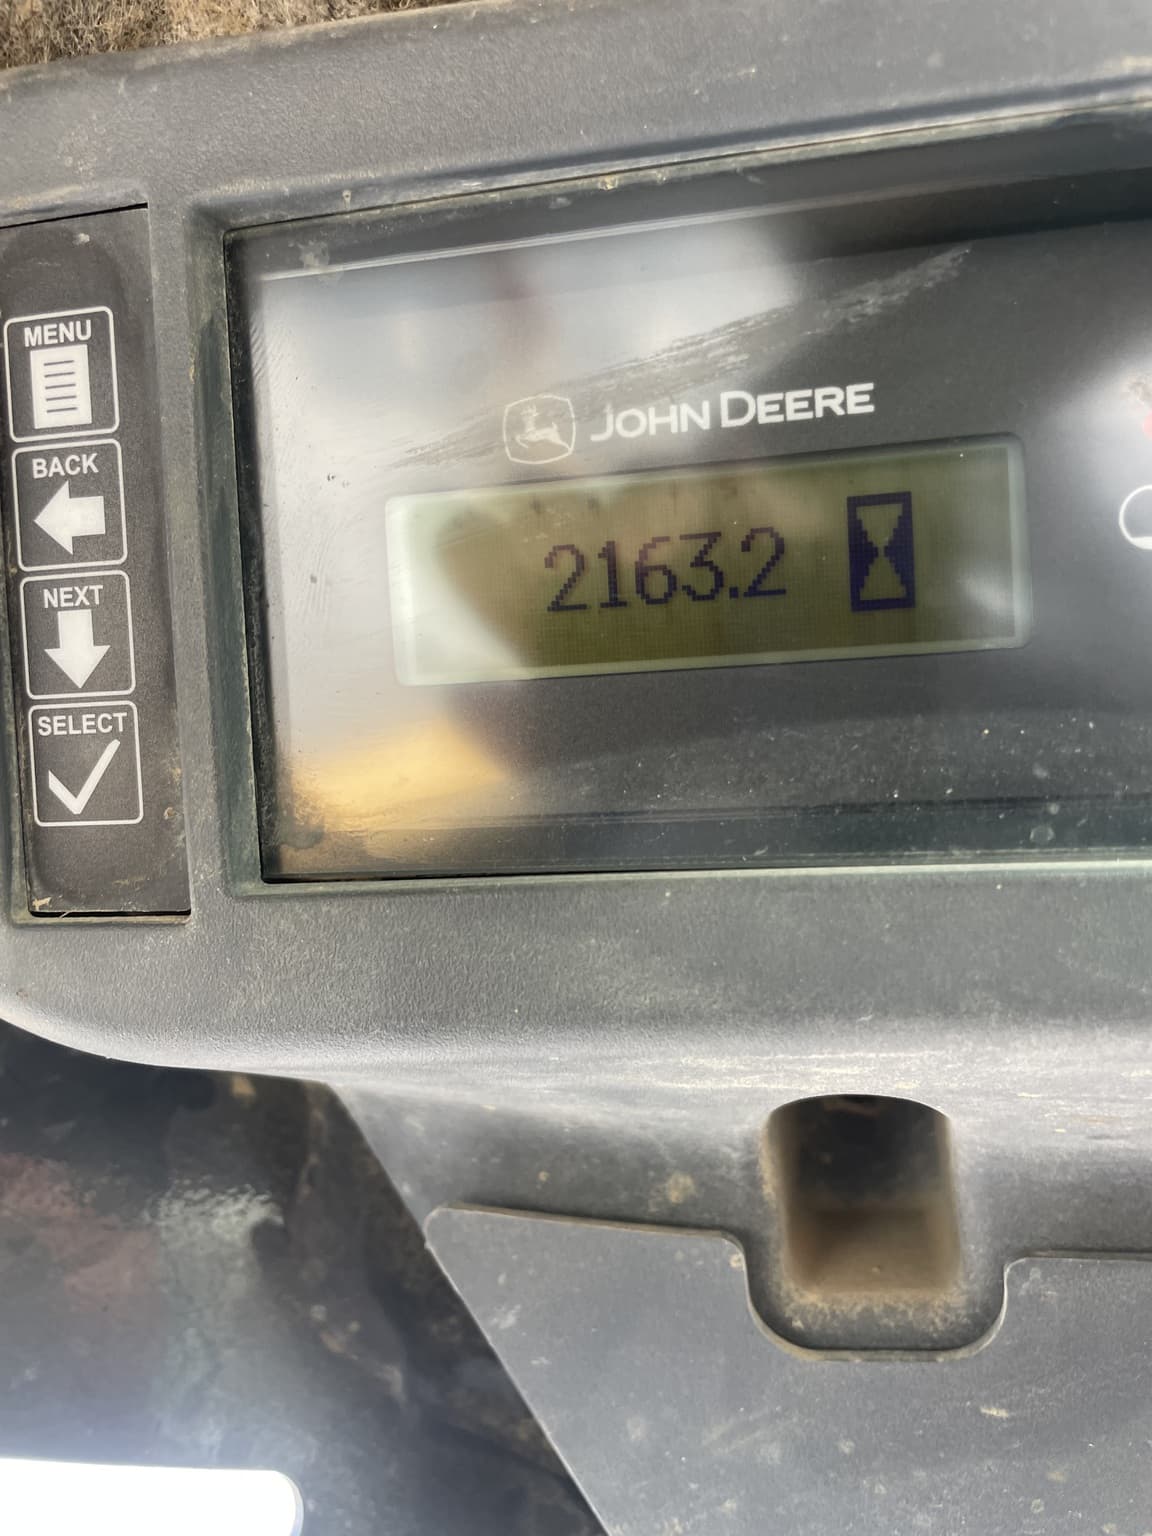 MENU
BACK
NEXT
SELECT
JOHN DEERE
2163.2